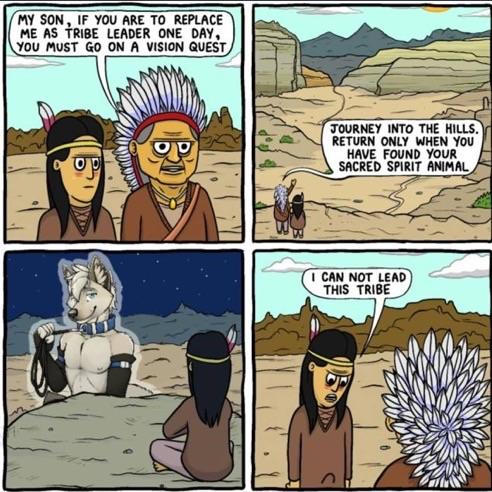 MY SON, IF YOU ARE TO REPLACE
ME AS TRIBE LEADER ONE DAY,
YOU MUST GO ON A VISION QUEST
JOURNEY INTO THE HILLS.
RETURN ONLY WHEN YOU
HAVE FOUND YOUR
SACRED SPIRIT ANIMAL
I CAN NOT LEAD
THIS TRIBE